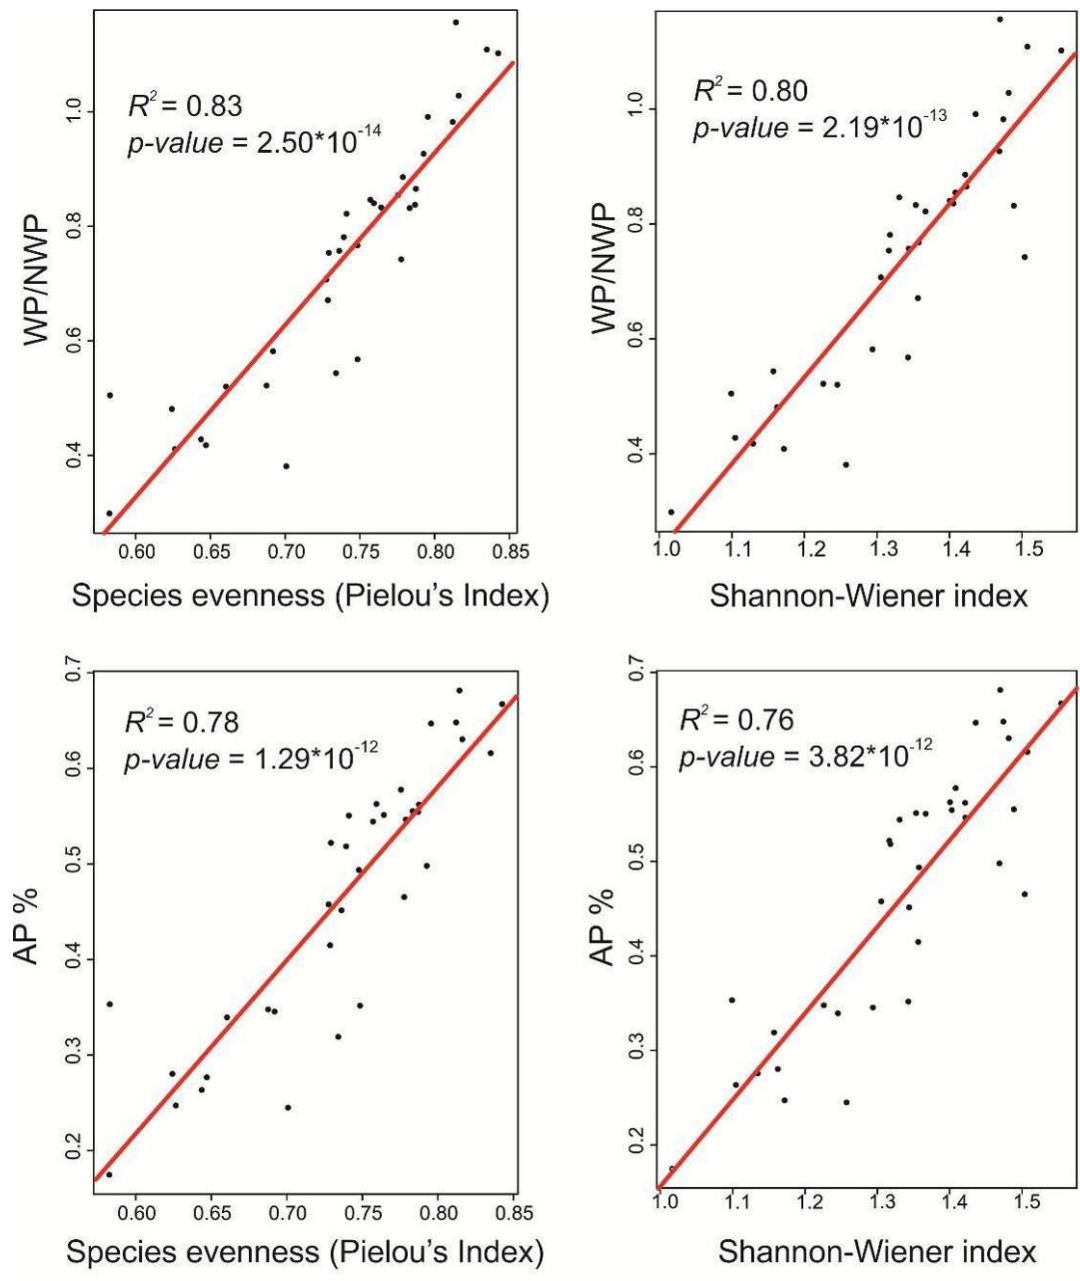 R² = 0.83
p-value = 2.50*10⁻¹⁴
WP/NWP
1.0
0.8
0.6
0.4
0.60 0.65 0.70 0.75 0.80 0.85
Species evenness (Pielou's Index)
R² = 0.80
p-value = 2.19*10⁻¹³
WP/NWP
1.0
0.8
0.6
0.4
1.0 1.1 1.2 1.3 1.4 1.5
Shannon-Wiener index
R² = 0.78
p-value = 1.29*10⁻¹²
AP %
0.7
0.6
0.5
0.4
0.3
0.2
0.60 0.65 0.70 0.75 0.80 0.85
Species evenness (Pielou's Index)
R² = 0.76
p-value = 3.82*10⁻¹²
AP %
0.7
0.6
0.5
0.4
0.3
0.2
1.0 1.1 1.2 1.3 1.4 1.5
Shannon-Wiener index